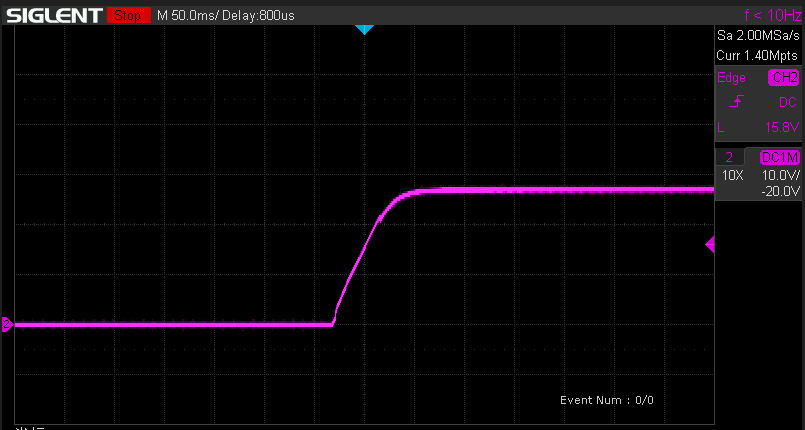 SIGLENT Stop M 50.0ms/ Delay:800us f < 10Hz
Sa 2.00MSa/s
Curr 1.40Mpts
Edge CH2
DC
L 15.8V
2 DC1M
10X 10.0V/
-20.0V
2
Event Num : 0/0